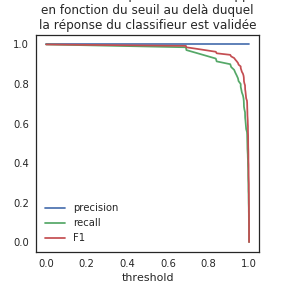 en fonction du seuil au delà duquel
la réponse du classifieur est validée
1.0
0.8
0.6
0.4
0.2
0.0
precision
recall
F1
0.0 0.2 0.4 0.6 0.8 1.0
threshold